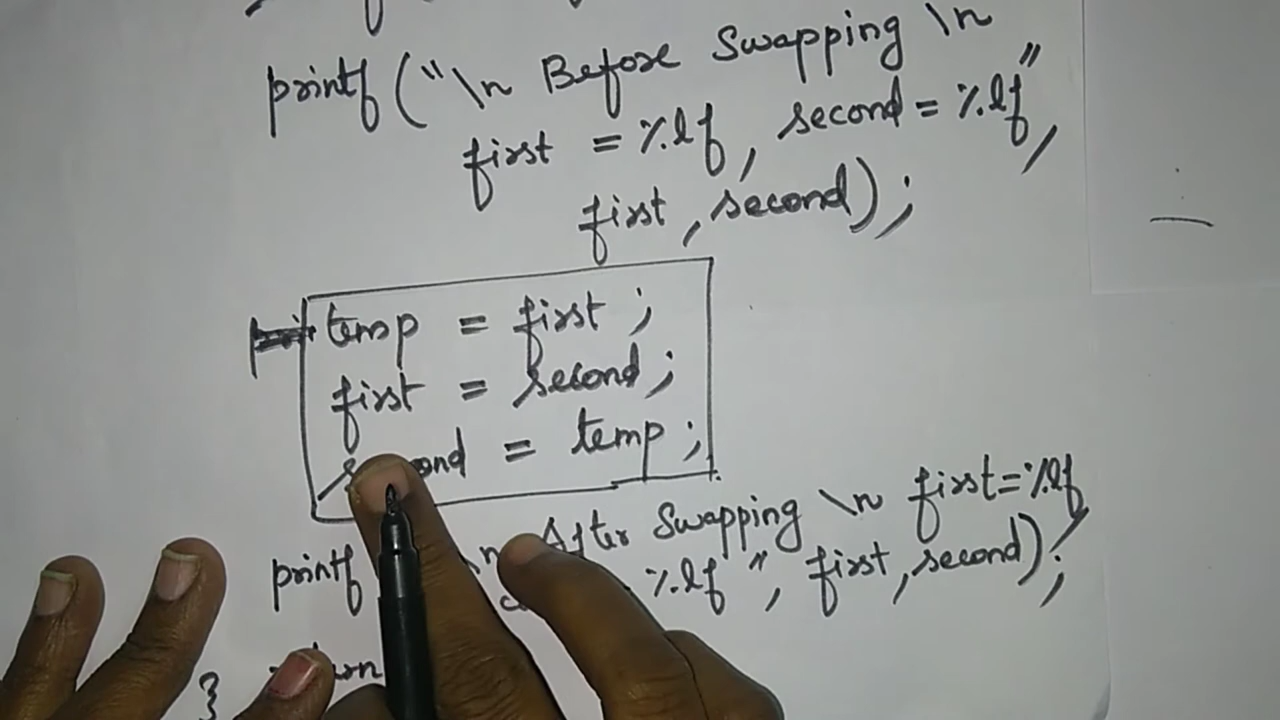 printf ("\n Before Swapping \n
first = %lf, second = %lf",
first, second);
temp = first;
first = second;
ond = temp;
printf \n After Swapping \n first=%lf
%lf", first, second);
}